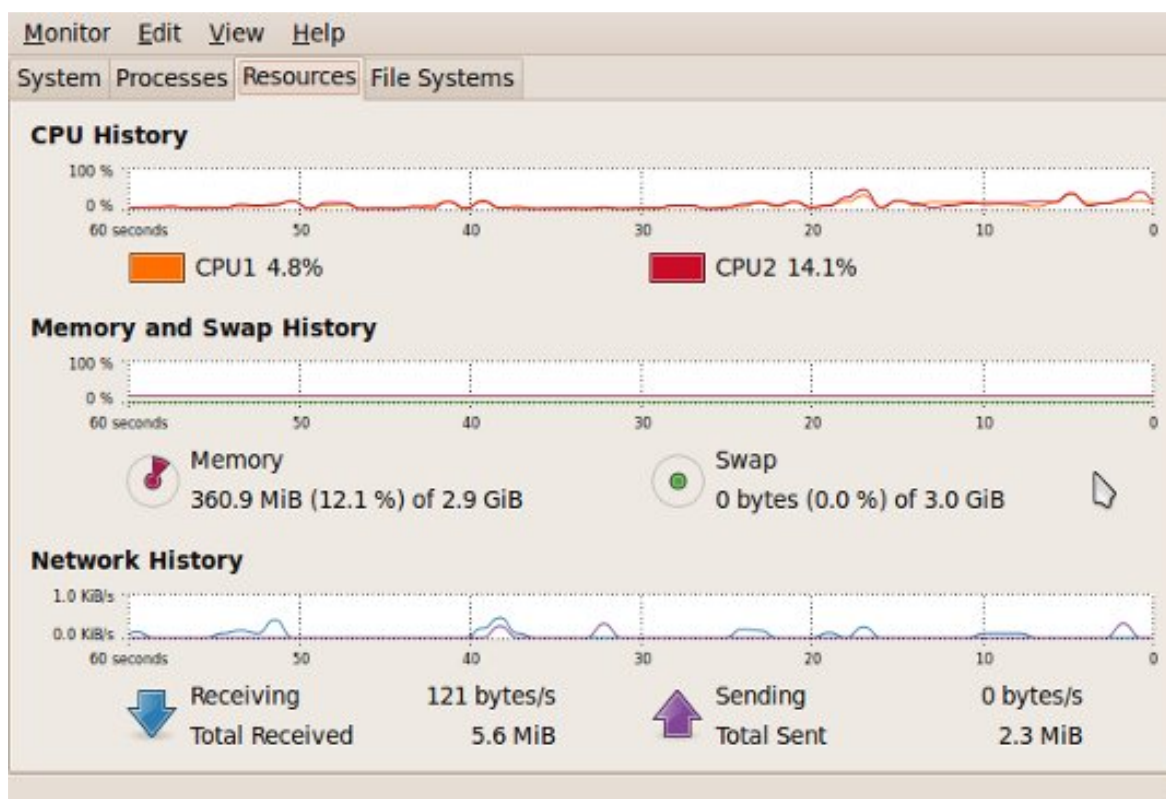 Monitor Edit View Help
System Processes Resources File Systems
CPU History
100 %
0 %
60 seconds 50 40 30 20 10 0
CPU1 4.8% CPU2 14.1%
Memory and Swap History
100 %
0 %
60 seconds 50 40 30 20 10 0
Memory Swap
360.9 MiB (12.1 %) of 2.9 GiB 0 bytes (0.0 %) of 3.0 GiB
Network History
1.0 KiB/s
0.0 KiB/s
60 seconds 50 40 30 20 10 0
Receiving 121 bytes/s Sending 0 bytes/s
Total Received 5.6 MiB Total Sent 2.3 MiB